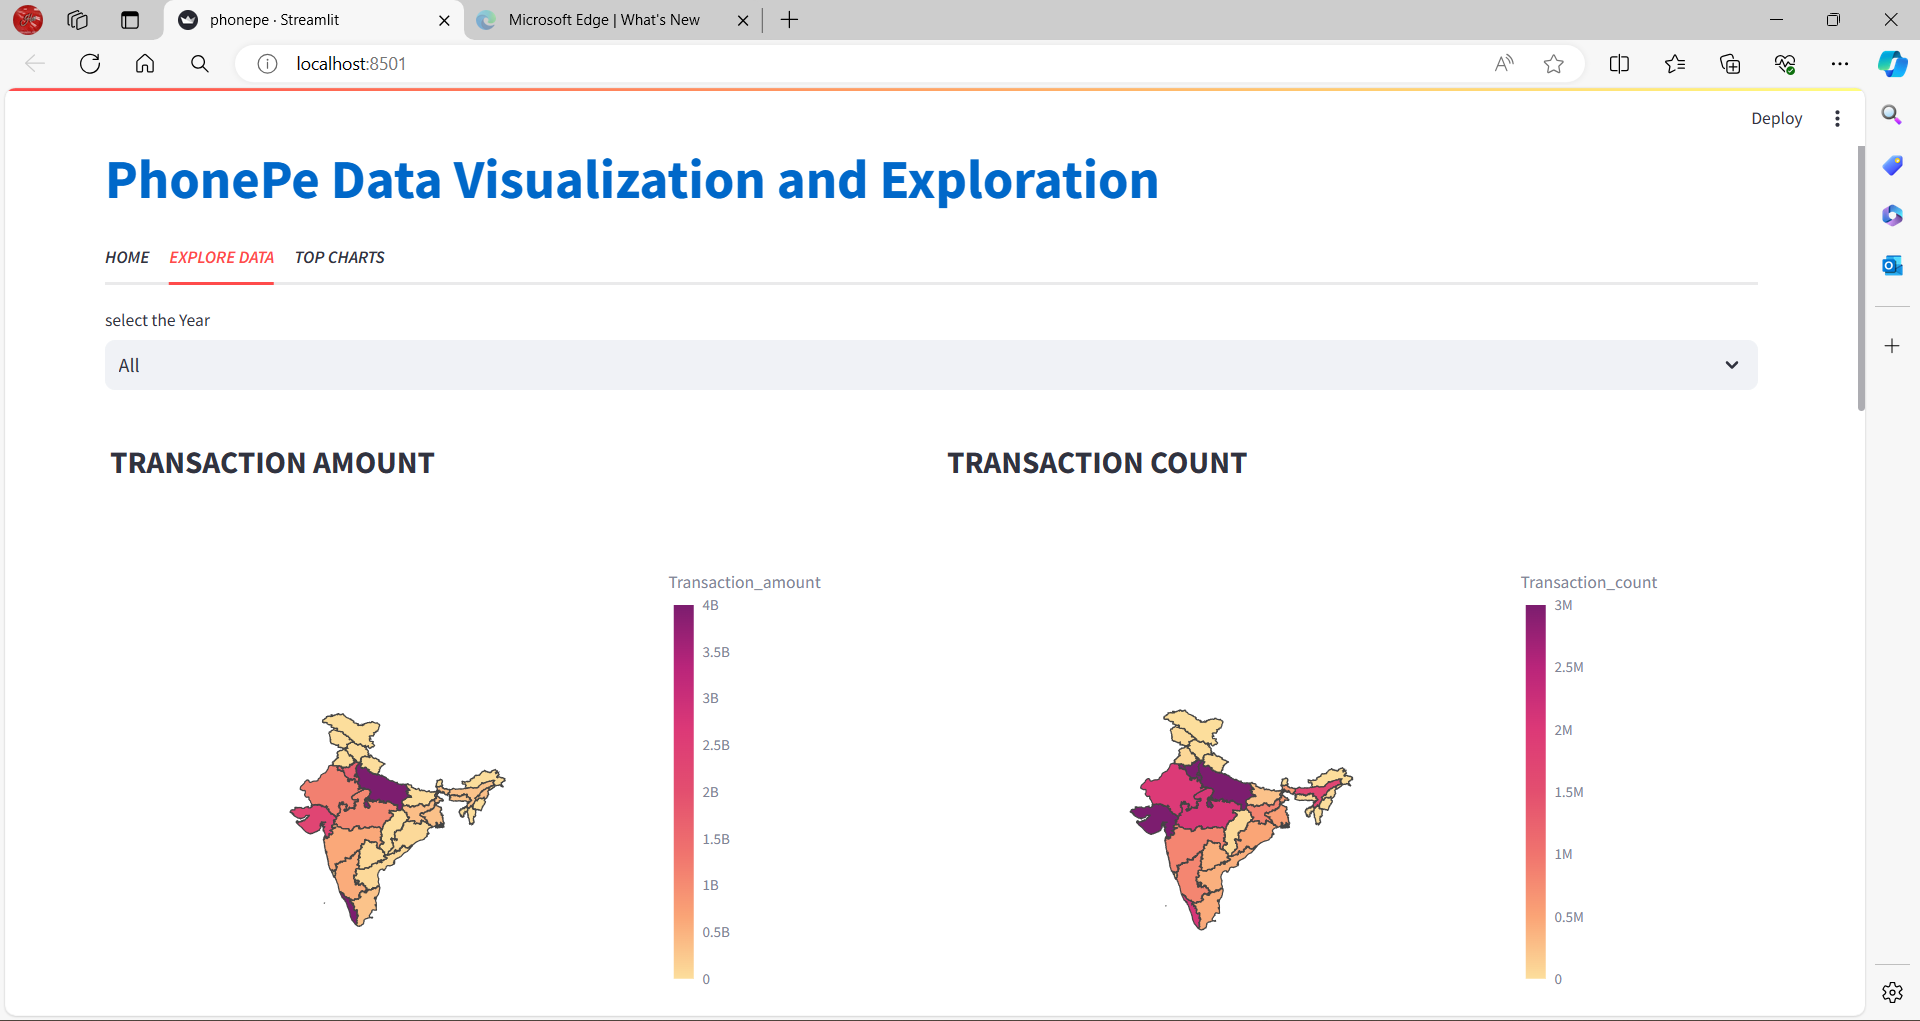 phonepe · Streamlit
Microsoft Edge | What's New
localhost:8501
Deploy
PhonePe Data Visualization and Exploration
HOME EXPLORE DATA TOP CHARTS
select the Year
All
TRANSACTION AMOUNT
TRANSACTION COUNT
Transaction_amount
4B
3.5B
3B
2.5B
2B
1.5B
1B
0.5B
0
Transaction_count
3M
2.5M
2M
1.5M
1M
0.5M
0